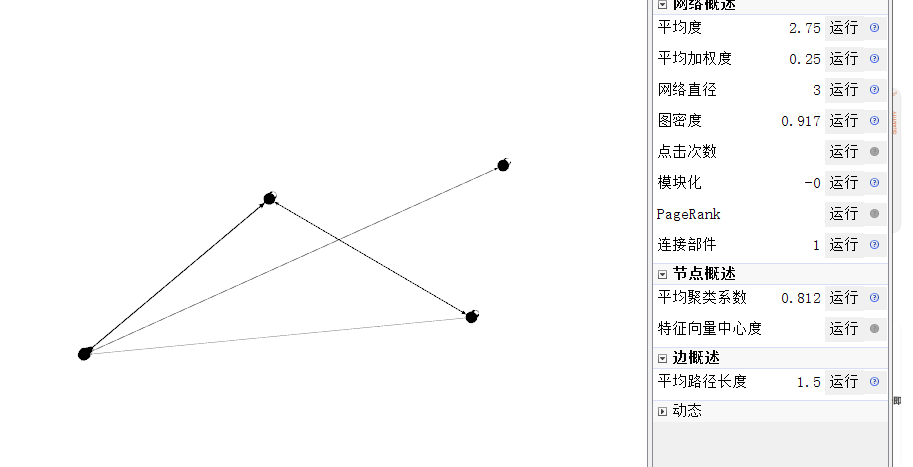 网络概述
平均度 2.75 运行
平均加权度 0.25 运行
网络直径 3 运行
图密度 0.917 运行
点击次数 运行
模块化 -0 运行
PageRank 运行
连接部件 1 运行
节点概述
平均聚类系数 0.812 运行
特征向量中心度 运行
边概述
平均路径长度 1.5 运行
动态
即